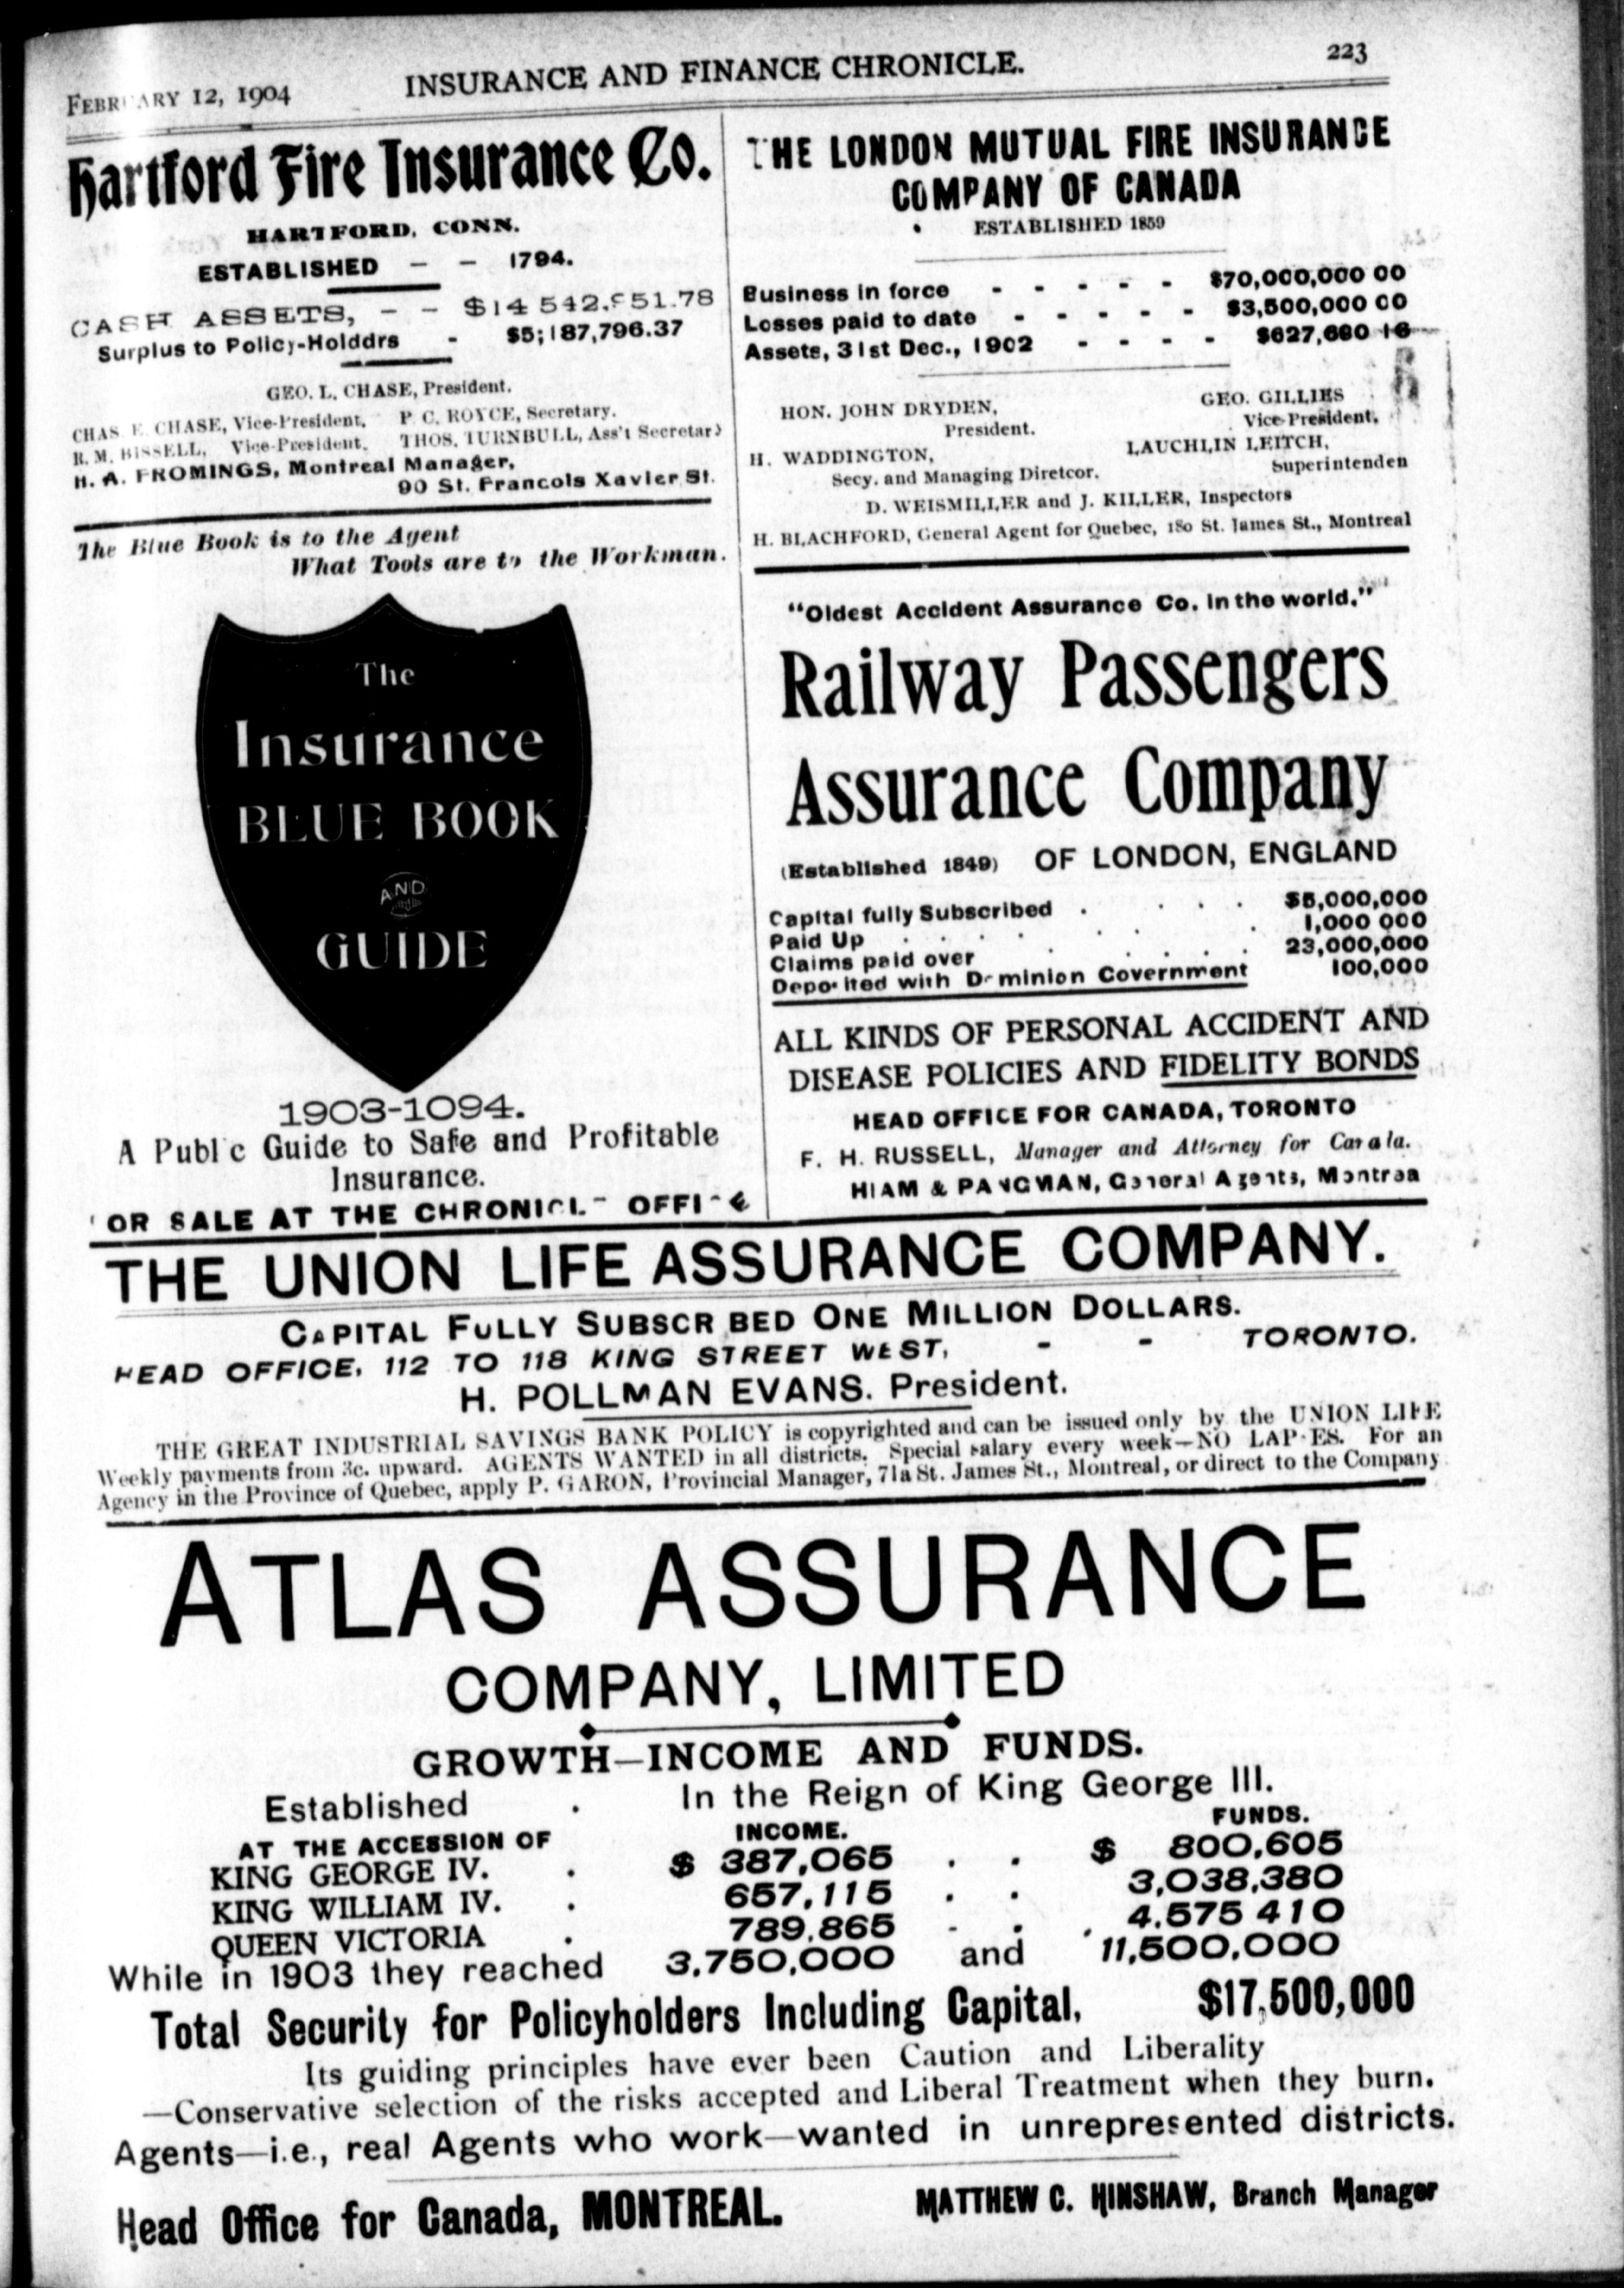 FEBRUARY 12, 1904 INSURANCE AND FINANCE CHRONICLE. 223
Hartford Fire Insurance Co.
HARTFORD, CONN.
ESTABLISHED - - 1794.
CASH ASSETS, - - $14 542,951.78
Surplus to Policy-Holddrs - $5;187,796.37
GEO. L. CHASE, President.
CHAS E. CHASE, Vice-President. P C. ROYCE, Secretary.
R. M. BISSELL, Vice-President. THOS. TURNBULL, Ass't Secretary
H. A. FROMINGS, Montreal Manager,
90 St. Francois Xavier St.
The Blue Book is to the Agent
What Tools are to the Workman.
The
Insurance
BLUE BOOK
AND
GUIDE
1903-1094.
A Public Guide to Safe and Profitable
Insurance.
OR SALE AT THE CHRONICLE OFFICE
THE LONDON MUTUAL FIRE INSURANCE
COMPANY OF CANADA
ESTABLISHED 1859
Business in force - - - - - $70,000,000 00
Losses paid to date - - - - - $3,500,000 00
Assets, 31st Dec., 1902 - - - - $627,690 16
HON. JOHN DRYDEN, GEO. GILLIES
President. Vice-President.
H. WADDINGTON, LAUCHLIN LEITCH,
Secy. and Managing Diretcor. Superintenden
D. WEISMILLER and J. KILLER, Inspectors
H. BLACHFORD, General Agent for Quebec, 180 St. James St., Montreal
"Oldest Accident Assurance Co. in the world."
Railway Passengers
Assurance Company
(Established 1849) OF LONDON, ENGLAND
Capital fully Subscribed . . . . $5,000,000
Paid Up . . . . . . 1,000 000
Claims paid over . . . . 23,000,000
Deposited with Dominion Government 100,000
ALL KINDS OF PERSONAL ACCIDENT AND
DISEASE POLICIES AND FIDELITY BONDS
HEAD OFFICE FOR CANADA, TORONTO
F. H. RUSSELL, Manager and Attorney for Canada.
HIAM & PANGMAN, General Agents, Montrea
THE UNION LIFE ASSURANCE COMPANY.
CAPITAL FULLY SUBSCRIBED ONE MILLION DOLLARS.
HEAD OFFICE, 112 TO 118 KING STREET WEST, - - TORONTO.
H. POLLMAN EVANS. President.
THE GREAT INDUSTRIAL SAVINGS BANK POLICY is copyrighted and can be issued only by the UNION LIFE
Weekly payments from 3c. upward. AGENTS WANTED in all districts. Special salary every week—NO LAPSES. For an
Agency in the Province of Quebec, apply P. GARON, Provincial Manager, 71a St. James St., Montreal, or direct to the Company
ATLAS ASSURANCE
COMPANY, LIMITED
GROWTH—INCOME AND FUNDS.
Established . In the Reign of King George III.
AT THE ACCESSION OF INCOME. FUNDS.
KING GEORGE IV. . $ 387,065 . . $ 800,605
KING WILLIAM IV. . 657,115 . . 3,038,380
QUEEN VICTORIA . 789,865 - . 4,575 410
While in 1903 they reached 3,750,000 and 11,500,000
Total Security for Policyholders Including Capital, $17,500,000
Its guiding principles have ever been Caution and Liberality
—Conservative selection of the risks accepted and Liberal Treatment when they burn.
Agents—i.e., real Agents who work—wanted in unrepresented districts.
Head Office for Canada, MONTREAL. MATTHEW C. HINSHAW, Branch Manager